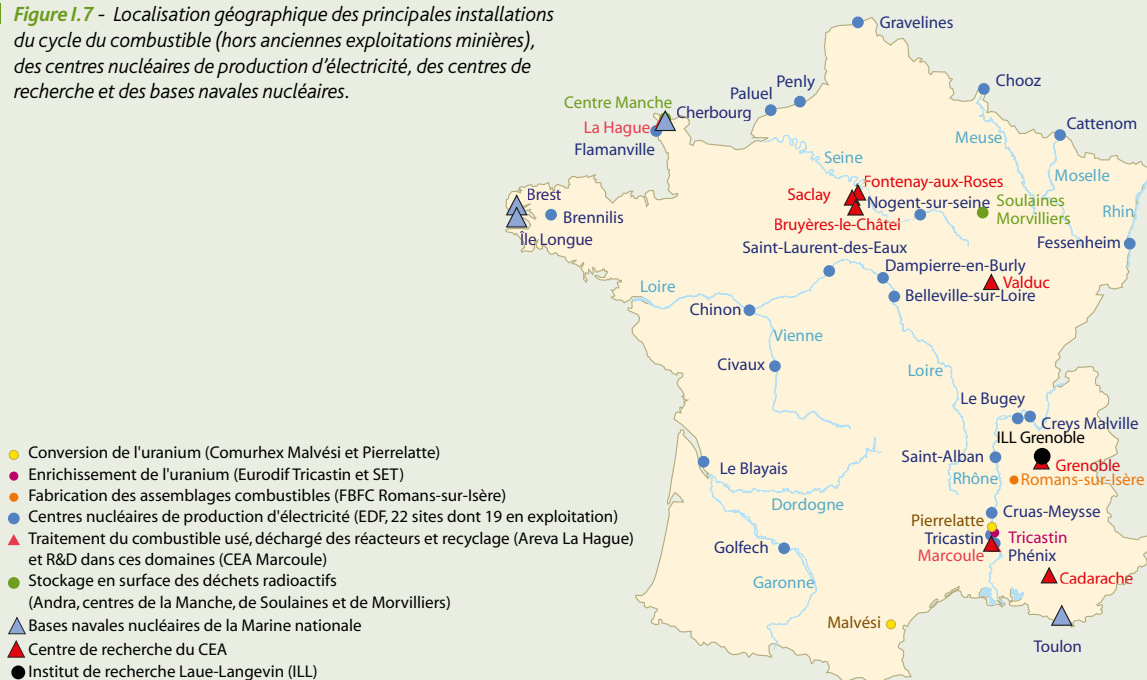 Figure I.7 - Localisation géographique des principales installations
du cycle du combustible (hors anciennes exploitations minières),
des centres nucléaires de production d'électricité, des centres de
recherche et des bases navales nucléaires.
Gravelines
Chooz
Penly
Paluel
Centre Manche
Cherbourg
La Hague
Flamanville
Cattenom
Meuse
Seine
Moselle
Fontenay-aux-Roses
Saclay
Nogent-sur-seine
Soulaines
Morvilliers
Rhin
Brest
Brennilis
Île Longue
Bruyères-le-Châtel
Fessenheim
Saint-Laurent-des-Eaux
Dampierre-en-Burly
Valduc
Loire
Belleville-sur-Loire
Chinon
Vienne
Civaux
Loire
Le Bugey
Creys Malville
ILL Grenoble
Saint-Alban
Grenoble
Le Blayais
Rhône
Romans-sur-Isère
Dordogne
Cruas-Meysse
Pierrelatte
Tricastin
Tricastin
Golfech
Marcoule
Phénix
Garonne
Cadarache
Malvési
Toulon
Conversion de l'uranium (Comurhex Malvési et Pierrelatte)
Enrichissement de l'uranium (Eurodif Tricastin et SET)
Fabrication des assemblages combustibles (FBFC Romans-sur-Isère)
Centres nucléaires de production d'électricité (EDF, 22 sites dont 19 en exploitation)
Traitement du combustible usé, déchargé des réacteurs et recyclage (Areva La Hague)
et R&D dans ces domaines (CEA Marcoule)
Stockage en surface des déchets radioactifs
(Andra, centres de la Manche, de Soulaines et de Morvilliers)
Bases navales nucléaires de la Marine nationale
Centre de recherche du CEA
Institut de recherche Laue-Langevin (ILL)